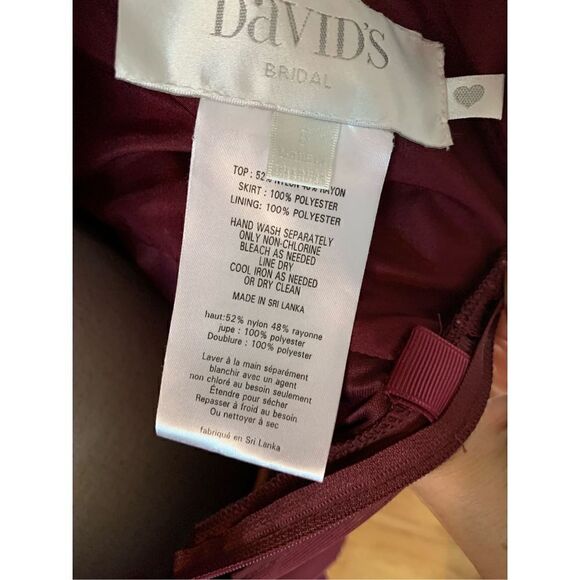 DaVID'S
BRIDAL
TOP : 52% NYLON 48% RAYON
SKIRT : 100% POLYESTER
LINING: 100% POLYESTER
HAND WASH SEPARATELY
ONLY NON-CHLORINE
BLEACH AS NEEDED
LINE DRY
COOL IRON AS NEEDED
OR DRY CLEAN
MADE IN SRI LANKA
haut:52% nylon 48% rayonne
jupe : 100% polyester
Doublure : 100% polyester
Laver à la main séparément
blanchir avec un agent
non chloré au besoin seulement
Étendre pour sécher
Repasser à froid au besoin
Ou nettoyer à sec
fabriqué en Sri Lanka